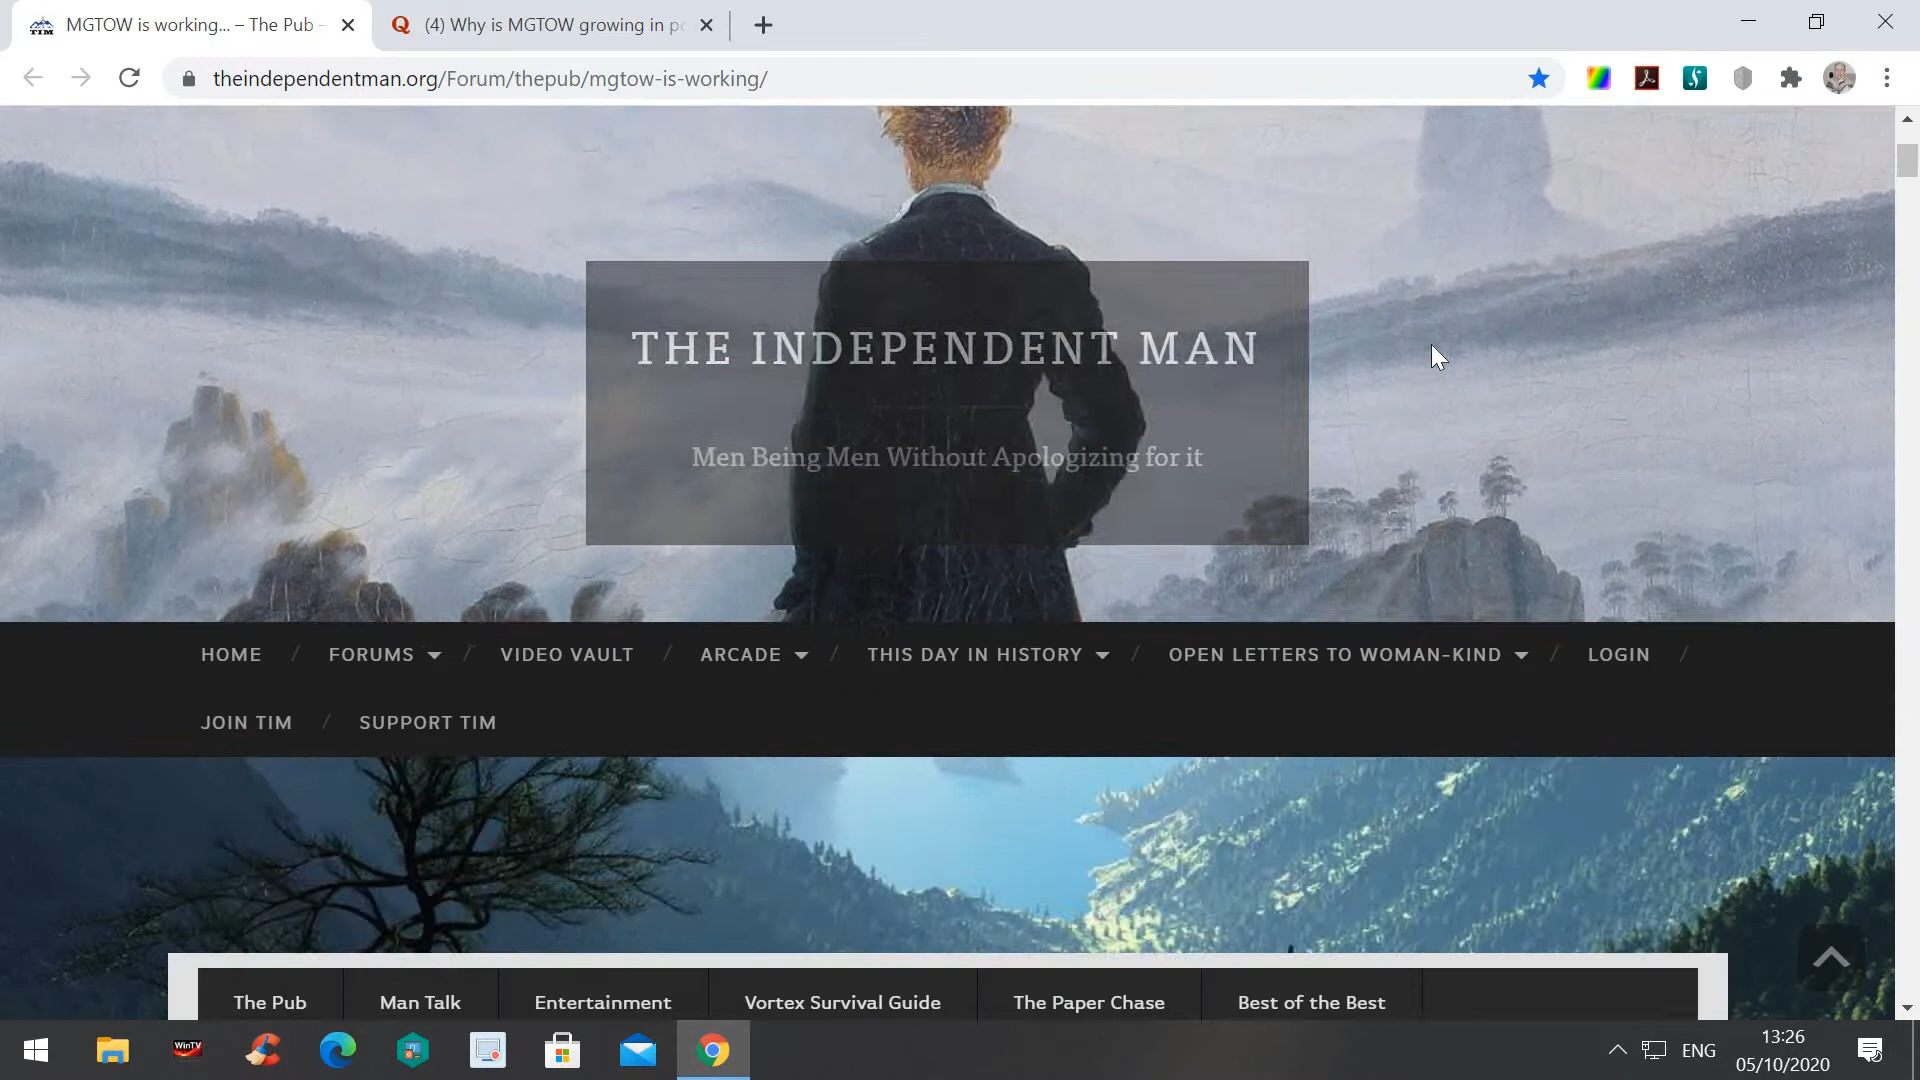 MGTOW is working... – The Pub –
(4) Why is MGTOW growing in po
theindependentman.org/Forum/thepub/mgtow-is-working/
THE INDEPENDENT MAN
Men Being Men Without Apologizing for it
HOME / FORUMS / VIDEO VAULT / ARCADE / THIS DAY IN HISTORY / OPEN LETTERS TO WOMAN-KIND / LOGIN /
JOIN TIM / SUPPORT TIM
The Pub Man Talk Entertainment Vortex Survival Guide The Paper Chase Best of the Best
WinTV
ENG
13:26
05/10/2020